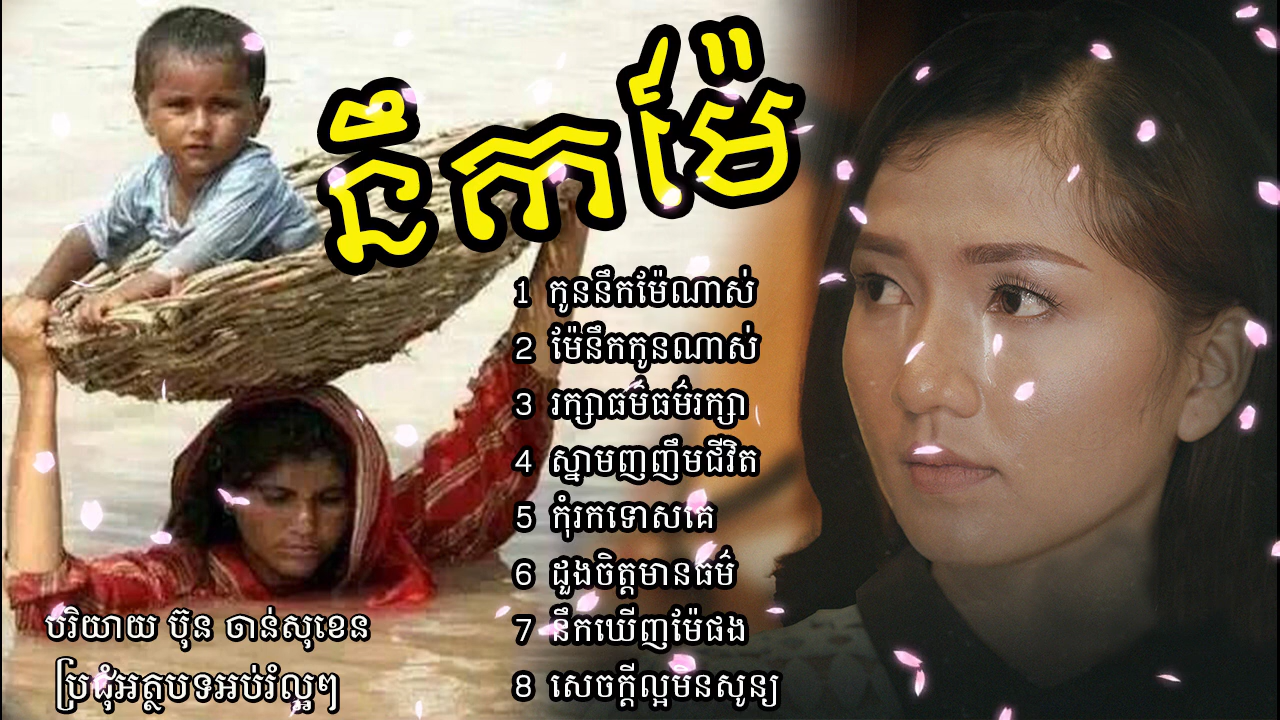 នឹកម៉ែ
1 កូននឹកម៉ែណាស់
2 ម៉ែនឹកកូនណាស់
3 រក្សាធម៌ធម៌រក្សា
4 ស្នាមញញឹមជីវិត
5 កុំរកទោសគេ
6 ដួងចិត្តមានធម៌
7 នឹកឃើញម៉ែផង
8 សេចក្ដីល្អមិនសូន្យ
បរិយាយ ប៊ុន ចាន់សុខេន
ប្រជុំអត្ថបទអប់រំល្អៗ